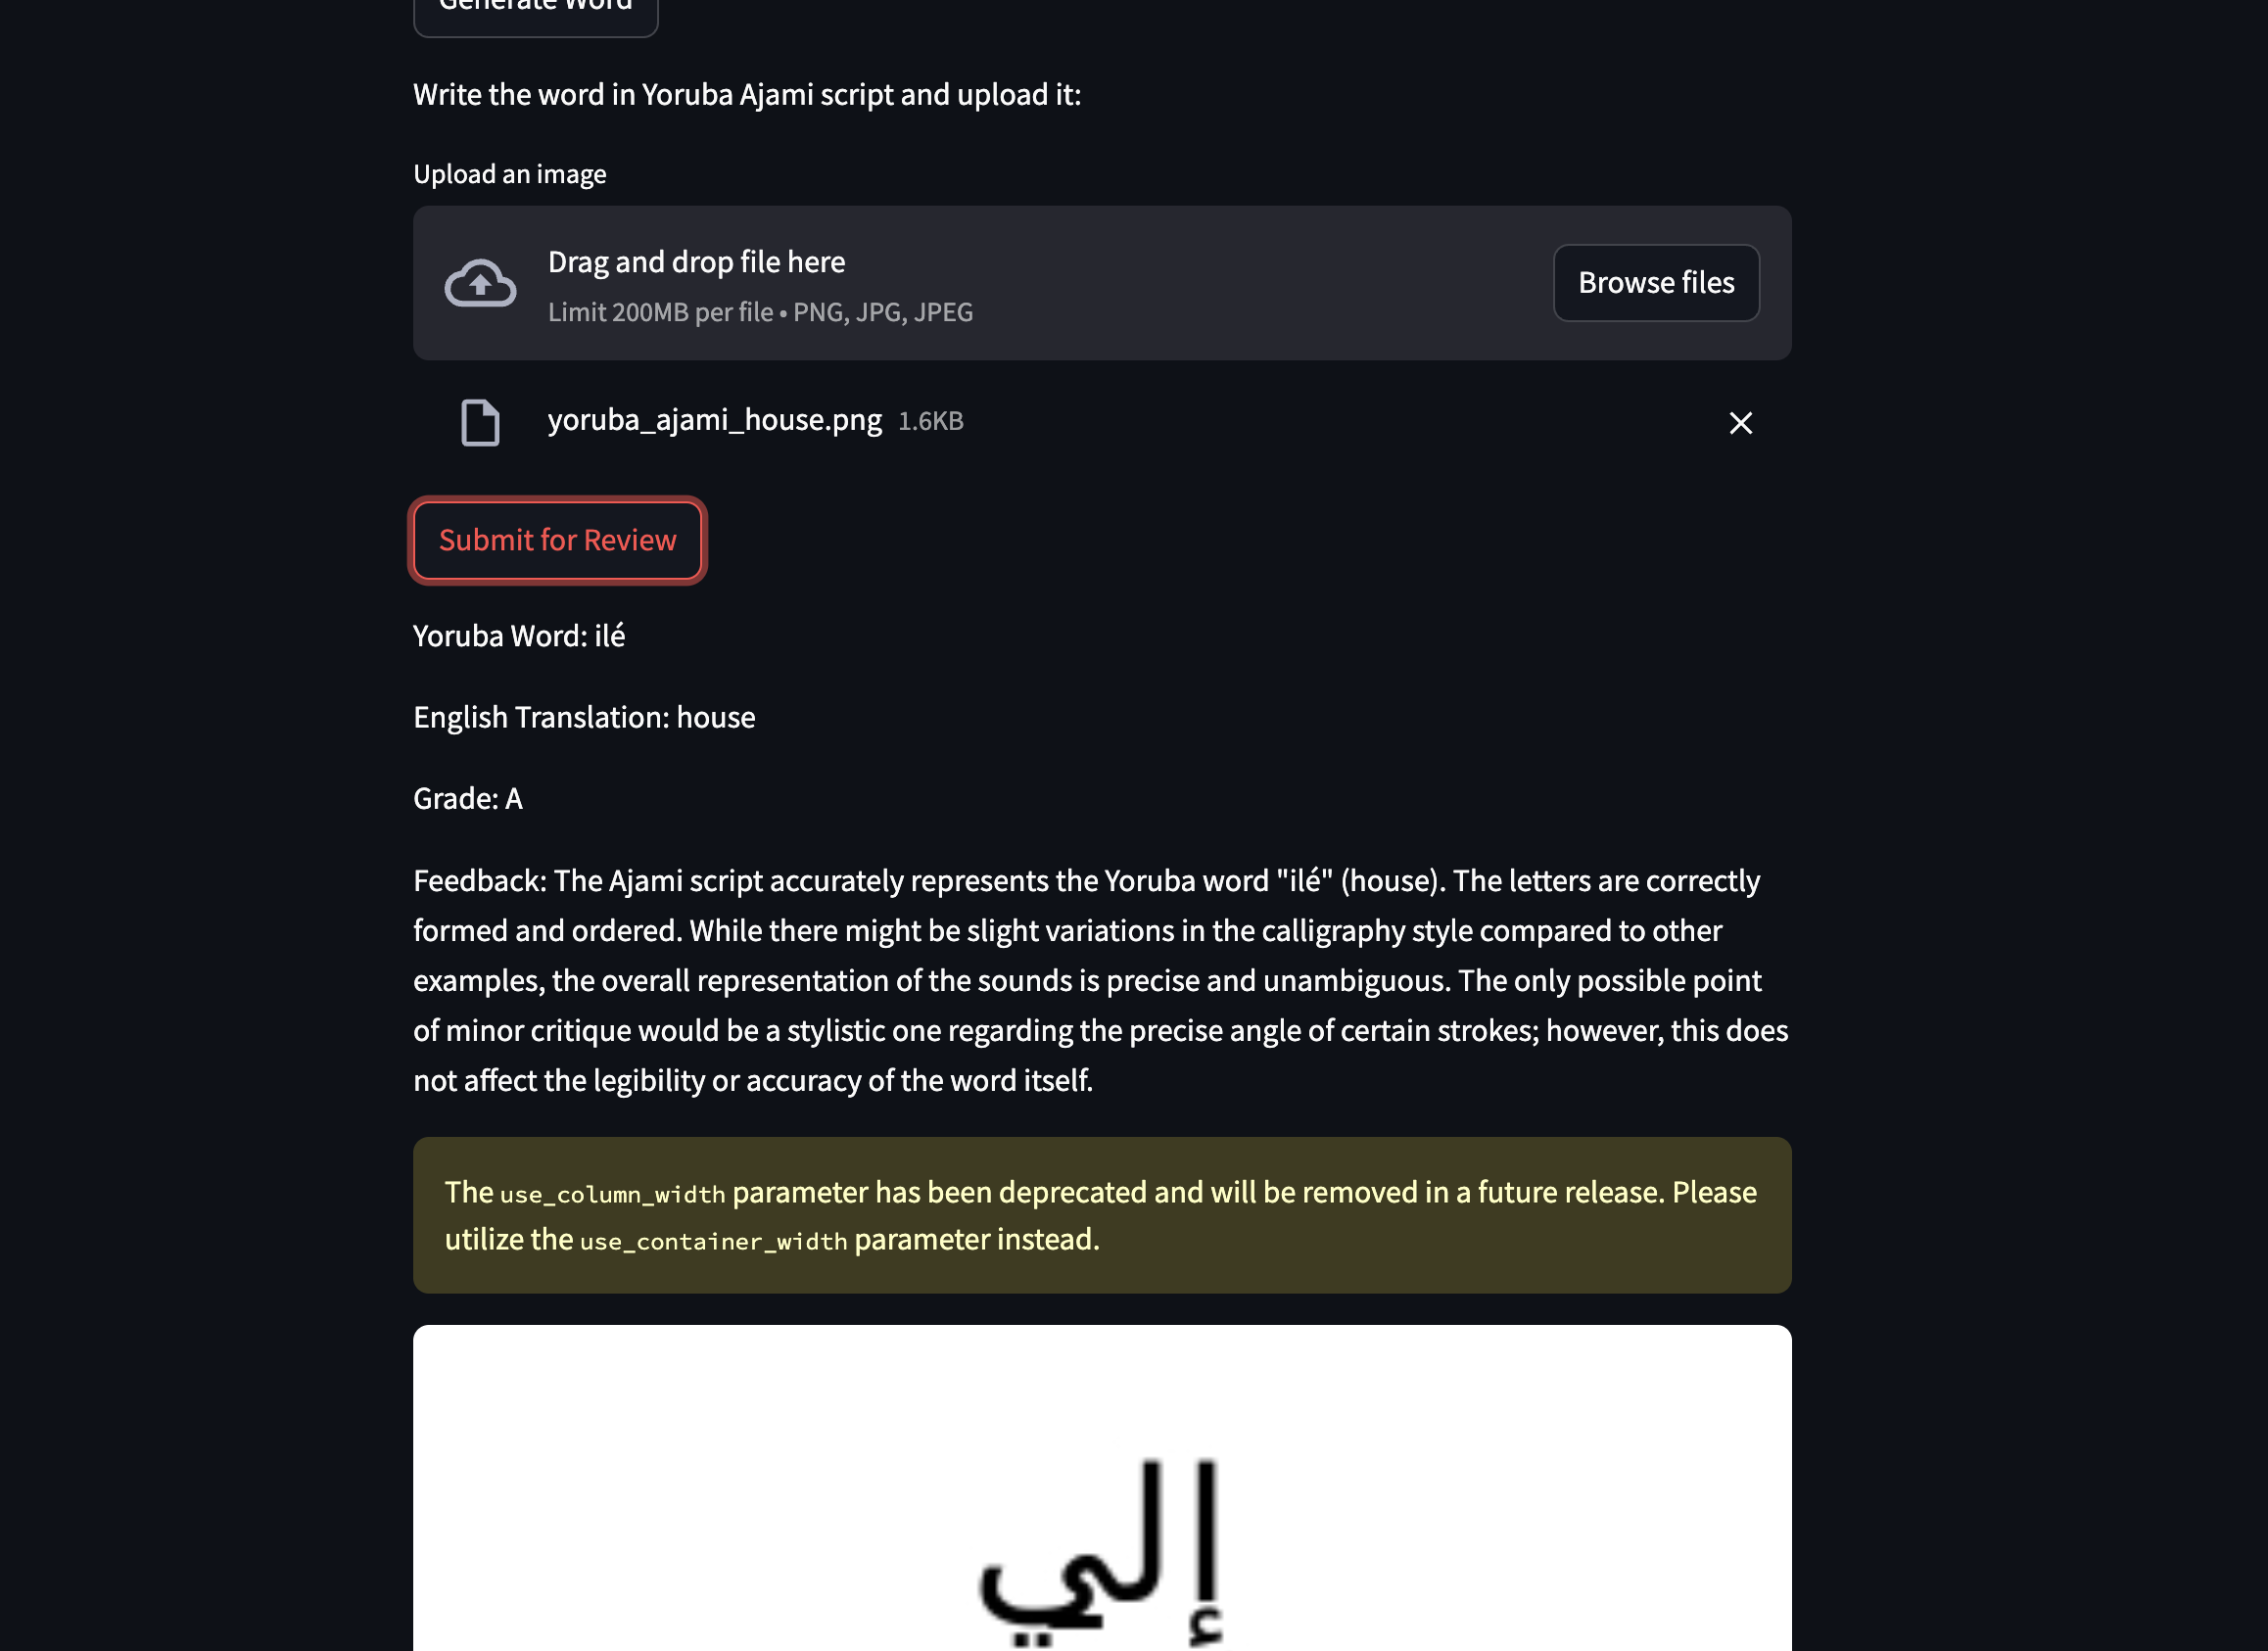 Generate Word
Write the word in Yoruba Ajami script and upload it:
Upload an image
Drag and drop file here
Limit 200MB per file • PNG, JPG, JPEG
Browse files
yoruba_ajami_house.png 1.6KB
Submit for Review
Yoruba Word: ilé
English Translation: house
Grade: A
Feedback: The Ajami script accurately represents the Yoruba word "ilé" (house). The letters are correctly
formed and ordered. While there might be slight variations in the calligraphy style compared to other
examples, the overall representation of the sounds is precise and unambiguous. The only possible point
of minor critique would be a stylistic one regarding the precise angle of certain strokes; however, this does
not affect the legibility or accuracy of the word itself.
The use_column_width parameter has been deprecated and will be removed in a future release. Please
utilize the use_container_width parameter instead.
إلي